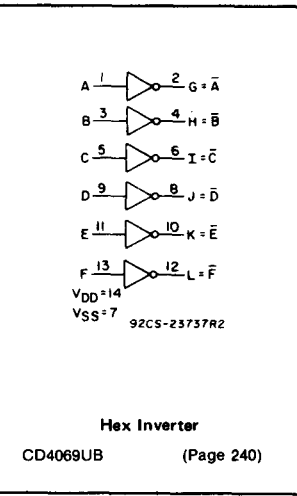 A 1 2 G = A̅
B 3 4 H = B̅
C 5 6 I = C̅
D 9 8 J = D̅
E 11 10 K = E̅
F 13 12 L = F̅
VDD = 14
VSS = 7
92CS-23737R2
Hex Inverter
CD4069UB (Page 240)